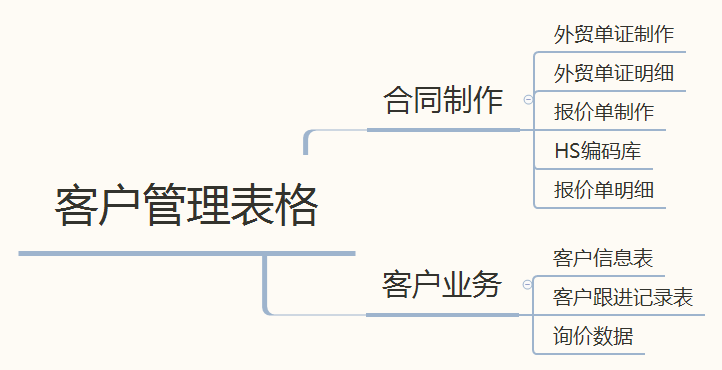 客户管理表格
合同制作
外贸单证制作
外贸单证明细
报价单制作
HS编码库
报价单明细
客户业务
客户信息表
客户跟进记录表
询价数据